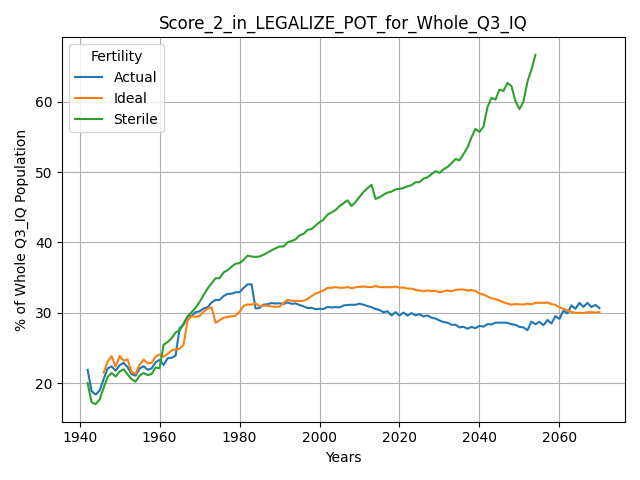 Score_2_in_LEGALIZE_POT_for_Whole_Q3_IQ
Fertility
Actual
Ideal
Sterile
% of Whole Q3_IQ Population
60
50
40
30
20
1940 1960 1980 2000 2020 2040 2060
Years